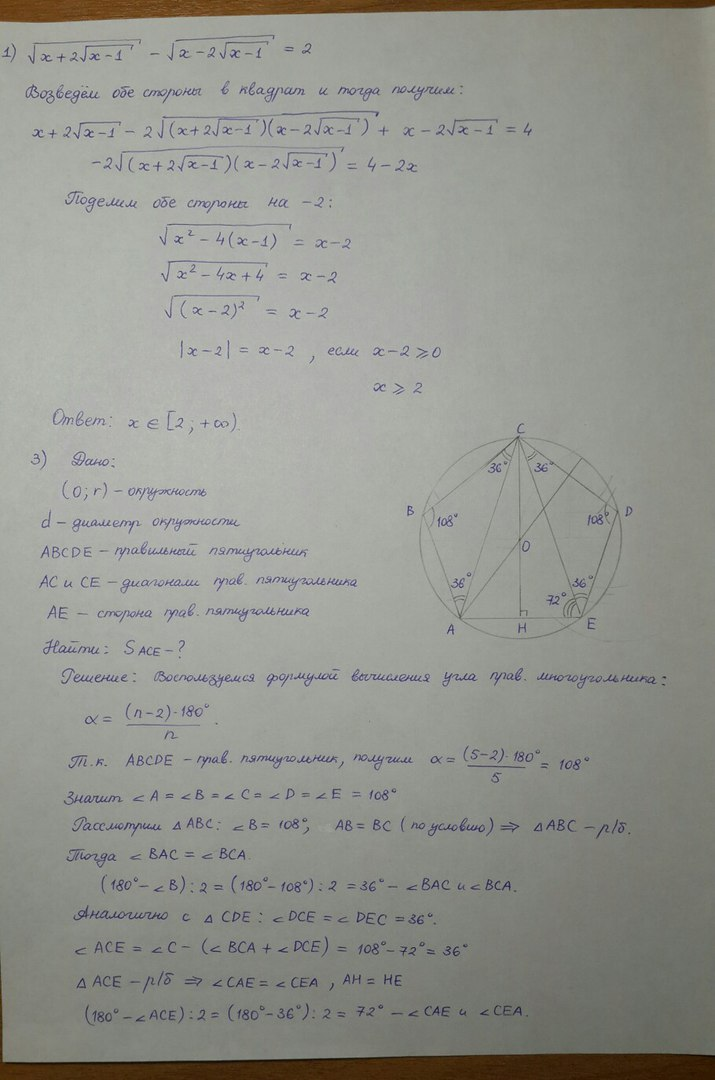 1) √(x+2√(x-1)) - √(x-2√(x-1)) = 2
Возведём обе стороны в квадрат и тогда получим:
x+2√(x-1) - 2√((x+2√(x-1))(x-2√(x-1))) + x-2√(x-1) = 4
-2√((x+2√(x-1))(x-2√(x-1))) = 4-2x
Поделим обе стороны на -2:
√(x²-4(x-1)) = x-2
√(x²-4x+4) = x-2
√((x-2)²) = x-2
|x-2| = x-2, если x-2⩾0
x⩾2
Ответ: x∈[2;+∞).
3) Дано:
(O;r) – окружность
d – диаметр окружности
ABCDE – правильный пятиугольник
AC и CE – диагонали прав. пятиугольника
AE – сторона прав. пятиугольника
Найти: S ACE – ?
C
36° 36°
B 108° 108° D
O
36° 36°
72°
A H E
Решение: Воспользуемся формулой вычисления угла прав. многоугольника:
α = (n-2)·180° / n.
Т.к. ABCDE – прав. пятиугольник, получим α = (5-2)·180° / 5 = 108°
Значит ∠A = ∠B = ∠C = ∠D = ∠E = 108°
Рассмотрим △ABC: ∠B = 108°, AB = BC (по условию) ⇒ △ABC – р/б.
Тогда ∠BAC = ∠BCA.
(180°-∠B):2 = (180°-108°):2 = 36° – ∠BAC и ∠BCA.
Аналогично с △CDE: ∠DCE = ∠DEC = 36°.
∠ACE = ∠C - (∠BCA + ∠DCE) = 108°-72° = 36°
△ACE – р/б ⇒ ∠CAE = ∠CEA, AH = HE
(180°-∠ACE):2 = (180°-36°):2 = 72° – ∠CAE и ∠CEA.